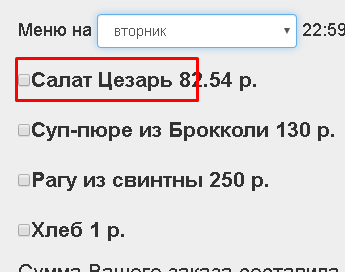 Меню на вторник 22:59
Салат Цезарь 82.54 р.
Суп-пюре из Брокколи 130 р.
Рагу из свинтны 250 р.
Хлеб 1 р.
Сумма Вашего заказа составила